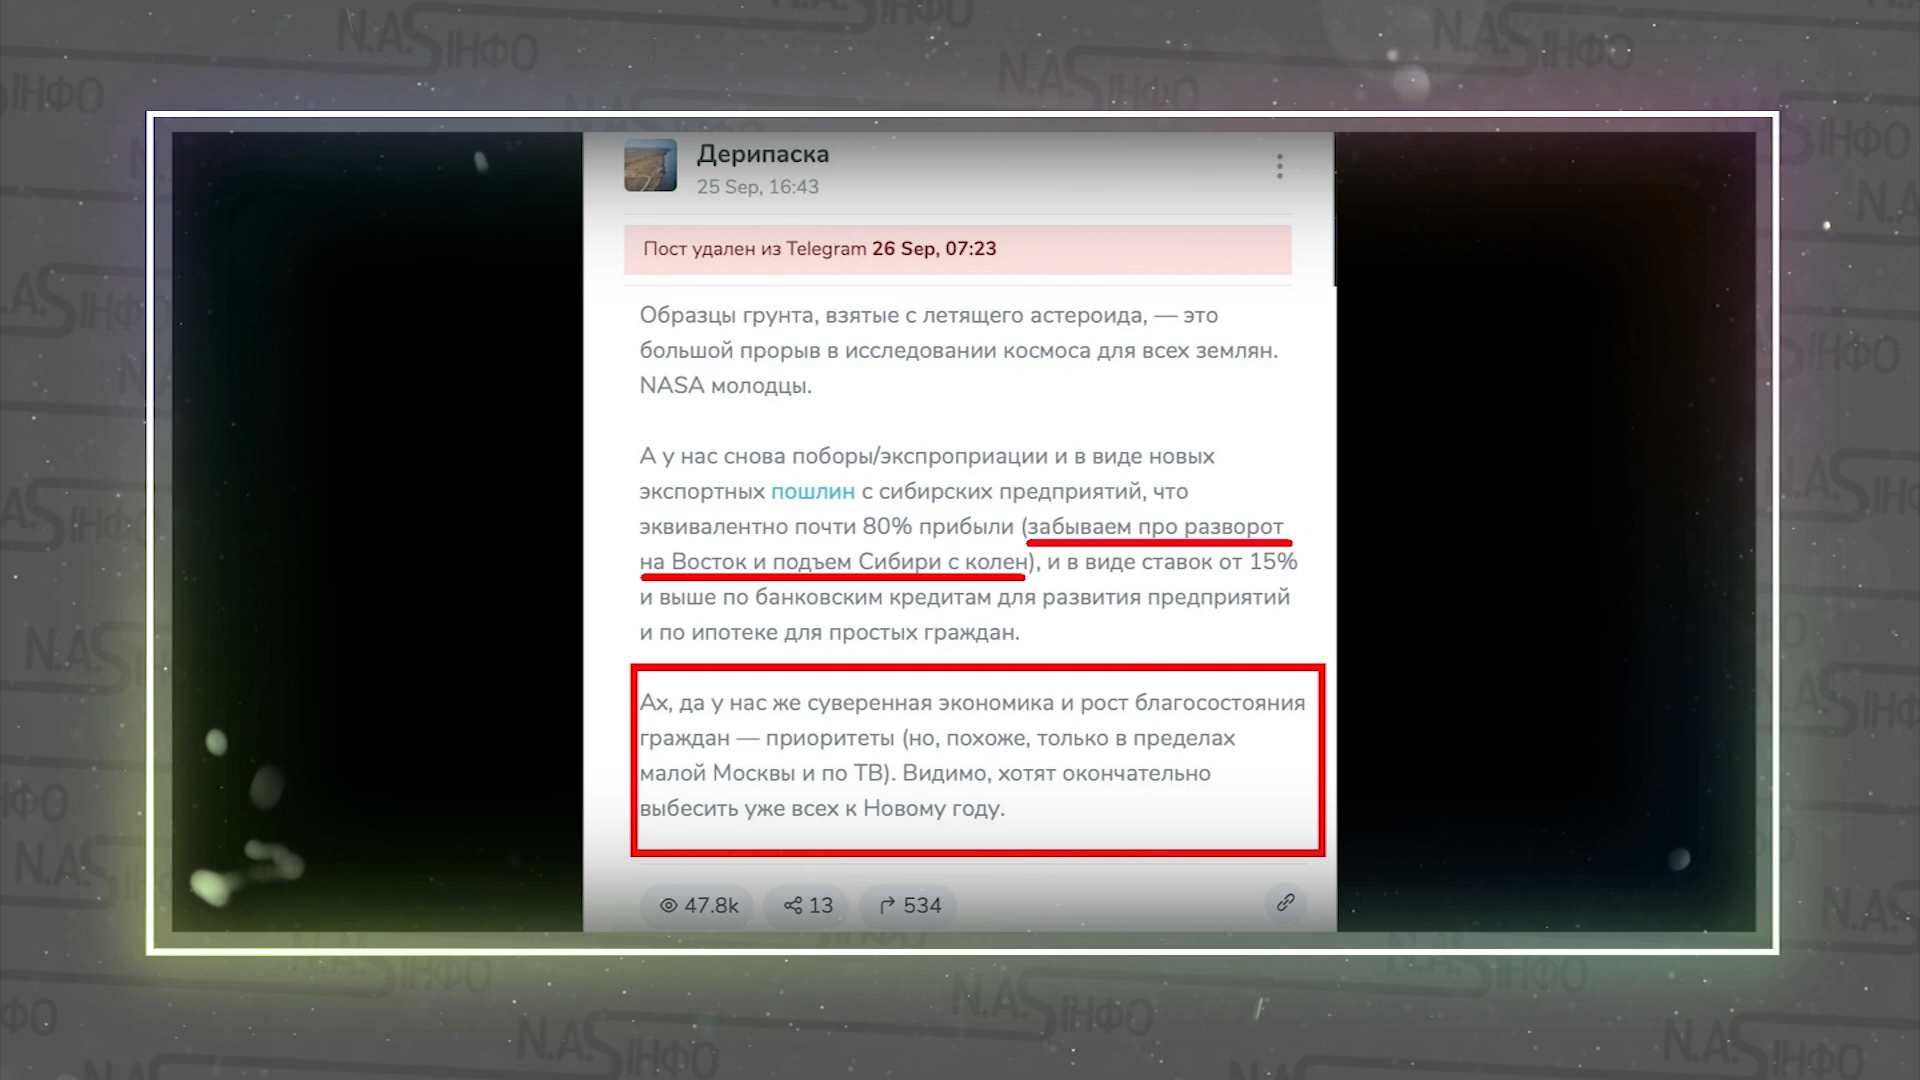 Дерипаска
25 Sep, 16:43
Пост удален из Telegram 26 Sep, 07:23
Образцы грунта, взятые с летящего астероида, — это
большой прорыв в исследовании космоса для всех землян.
NASA молодцы.
А у нас снова поборы/экспроприации и в виде новых
экспортных пошлин с сибирских предприятий, что
эквивалентно почти 80% прибыли (забываем про разворот
на Восток и подъем Сибири с колен), и в виде ставок от 15%
и выше по банковским кредитам для развития предприятий
и по ипотеке для простых граждан.
Ах, да у нас же суверенная экономика и рост благосостояния
граждан — приоритеты (но, похоже, только в пределах
малой Москвы и по ТВ). Видимо, хотят окончательно
выбесить уже всех к Новому году.
47.8k 13 534
N.A.S ІНФО